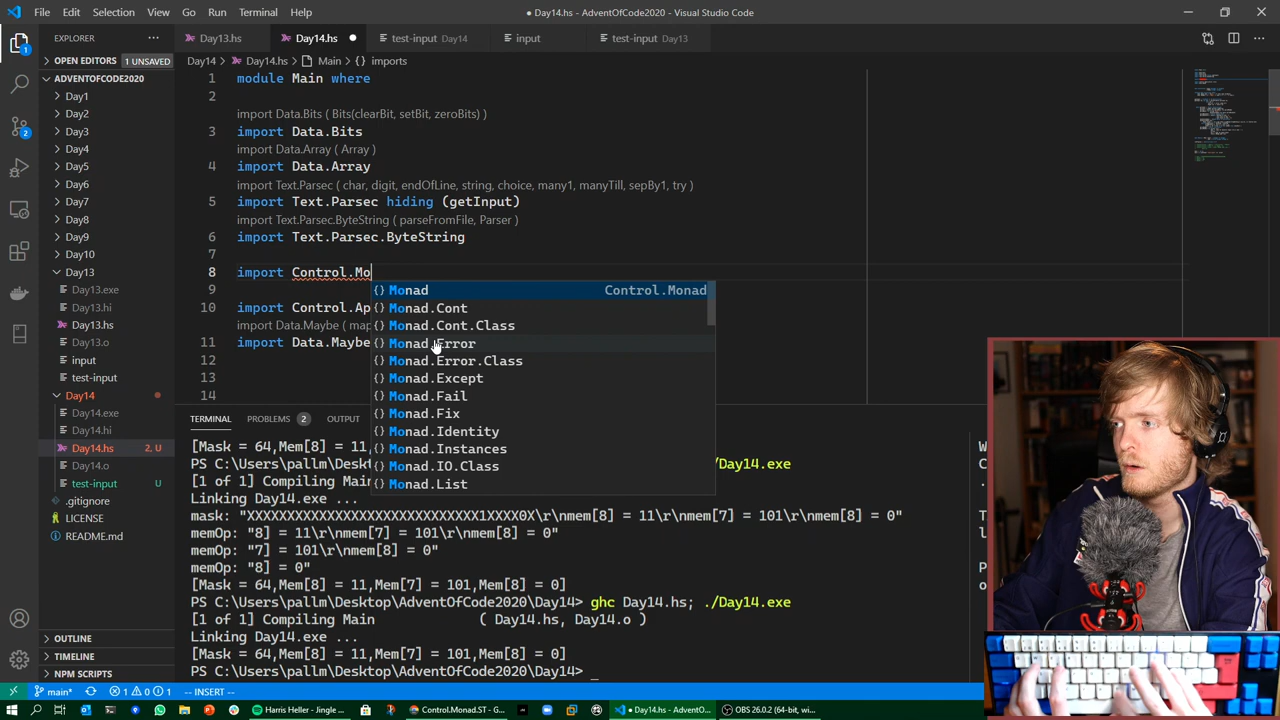 File Edit Selection View Go Run Terminal Help
● Day14.hs - AdventOfCode2020 - Visual Studio Code
EXPLORER
Day13.hs
Day14.hs ●
test-input Day14
input
test-input Day13
OPEN EDITORS 1 UNSAVED
Day14 > Day14.hs > Main > {} imports
ADVENTOFCODE2020
Day1
Day2
Day3
Day4
Day5
Day6
Day7
Day8
Day9
Day10
Day13
Day13.exe
Day13.hi
Day13.hs
Day13.o
input
test-input
Day14
Day14.exe
Day14.hi
Day14.hs 2, U
Day14.o
test-input U
.gitignore
LICENSE
README.md
OUTLINE
TIMELINE
NPM SCRIPTS
1 module Main where
2
import Data.Bits ( Bits(clearBit, setBit, zeroBits) )
3 import Data.Bits
import Data.Array ( Array )
4 import Data.Array
import Text.Parsec ( char, digit, endOfLine, string, choice, many1, manyTill, sepBy1, try )
5 import Text.Parsec hiding (getInput)
import Text.Parsec.ByteString ( parseFromFile, Parser )
6 import Text.Parsec.ByteString
7
8 import Control.Mo
9
10 import Control.Ap
import Data.Maybe ( map
11 import Data.Maybe
12
13
14
{} Monad Control.Monad
{} Monad.Cont
{} Monad.Cont.Class
{} Monad.Error
{} Monad.Error.Class
{} Monad.Except
{} Monad.Fail
{} Monad.Fix
{} Monad.Identity
{} Monad.Instances
{} Monad.IO.Class
{} Monad.List
TERMINAL PROBLEMS 2 OUTPUT
[Mask = 64,Mem[8] = 11,
PS C:\Users\pallm\Deskt /Day14.exe
[1 of 1] Compiling Main
Linking Day14.exe ...
mask: "XXXXXXXXXXXXXXXXXXXXXXXXXXXXX1XXXX0X\r\nmem[8] = 11\r\nmem[7] = 101\r\nmem[8] = 0"
memOp: "8] = 11\r\nmem[7] = 101\r\nmem[8] = 0"
memOp: "7] = 101\r\nmem[8] = 0"
memOp: "8] = 0"
[Mask = 64,Mem[8] = 11,Mem[7] = 101,Mem[8] = 0]
PS C:\Users\pallm\Desktop\AdventOfCode2020\Day14> ghc Day14.hs; ./Day14.exe
[1 of 1] Compiling Main ( Day14.hs, Day14.o )
Linking Day14.exe ...
[Mask = 64,Mem[8] = 11,Mem[7] = 101,Mem[8] = 0]
PS C:\Users\pallm\Desktop\AdventOfCode2020\Day14> _
main* 1 0 1 -- INSERT --
Harris Heller - Jingle ...
Control.Monad.ST - G...
● Day14.hs - AdventO...
OBS 26.0.2 (64-bit, w...